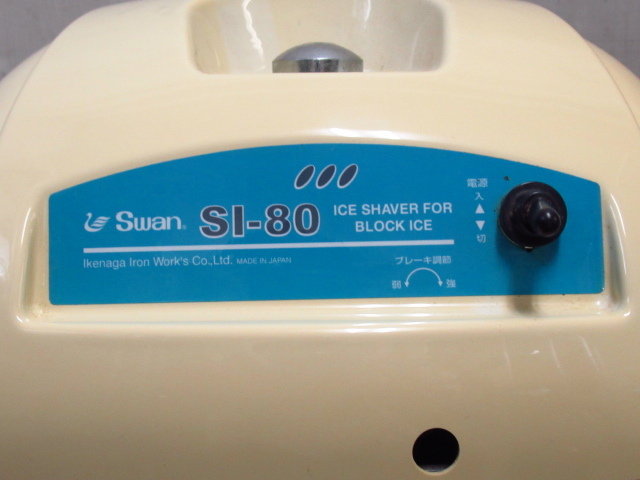 Swan
SI-80
ICE SHAVER FOR
BLOCK ICE
Ikenaga Iron Work's Co.,Ltd. MADE IN JAPAN
電源
入
▲
▼
切
ブレーキ調節
弱 強